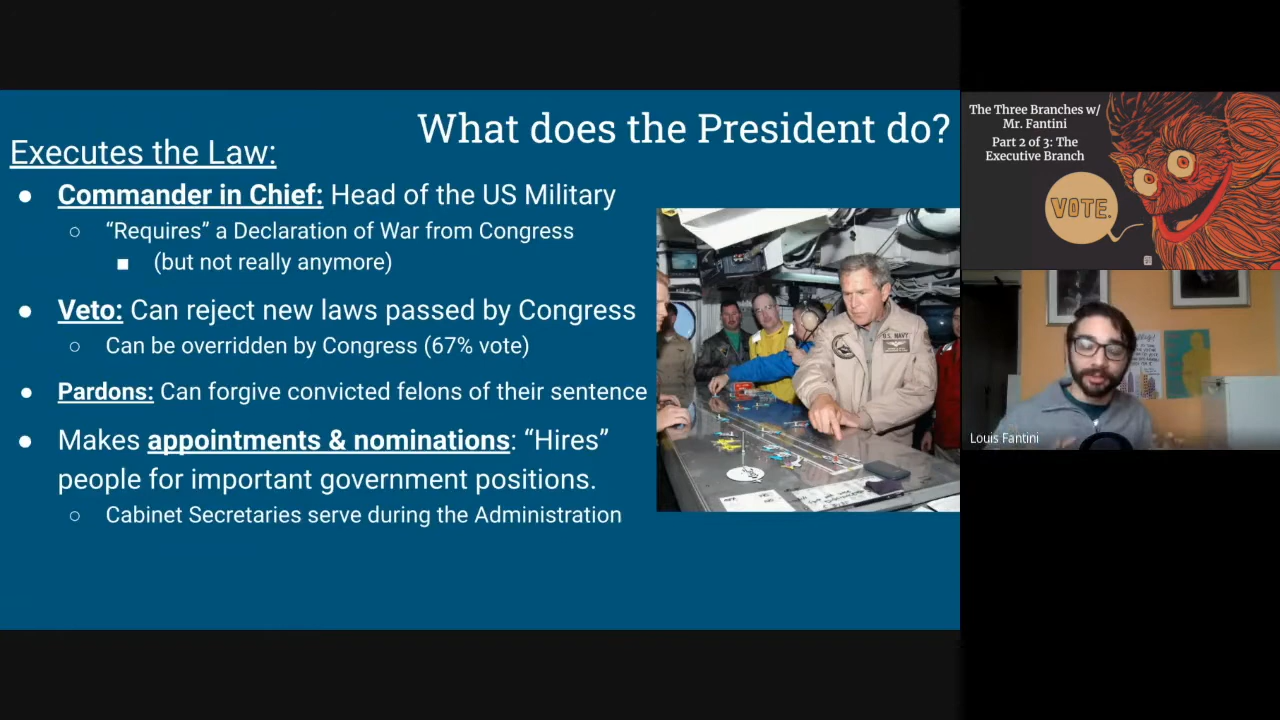 What does the President do?
Executes the Law:
● Commander in Chief: Head of the US Military
○ “Requires” a Declaration of War from Congress
■ (but not really anymore)
● Veto: Can reject new laws passed by Congress
○ Can be overridden by Congress (67% vote)
● Pardons: Can forgive convicted felons of their sentence
● Makes appointments & nominations: “Hires”
people for important government positions.
○ Cabinet Secretaries serve during the Administration
U.S. NAVY
The Three Branches w/
Mr. Fantini
Part 2 of 3: The
Executive Branch
VOTE.
Louis Fantini